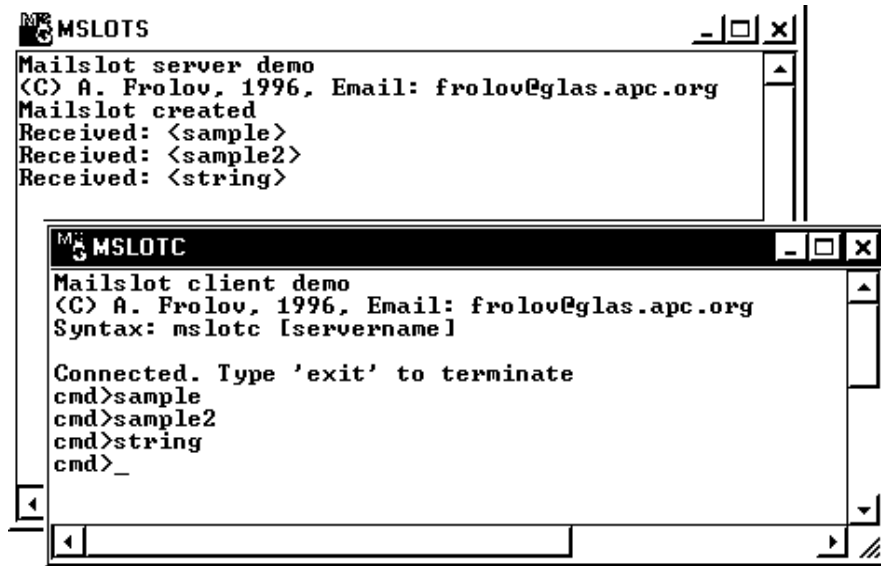 MSLOTS
Mailslot server demo
(C) A. Frolov, 1996, Email: frolov@glas.apc.org
Mailslot created
Received: <sample>
Received: <sample2>
Received: <string>
MSLOTC
Mailslot client demo
(C) A. Frolov, 1996, Email: frolov@glas.apc.org
Syntax: mslotc [servername]
Connected. Type 'exit' to terminate
cmd>sample
cmd>sample2
cmd>string
cmd>_